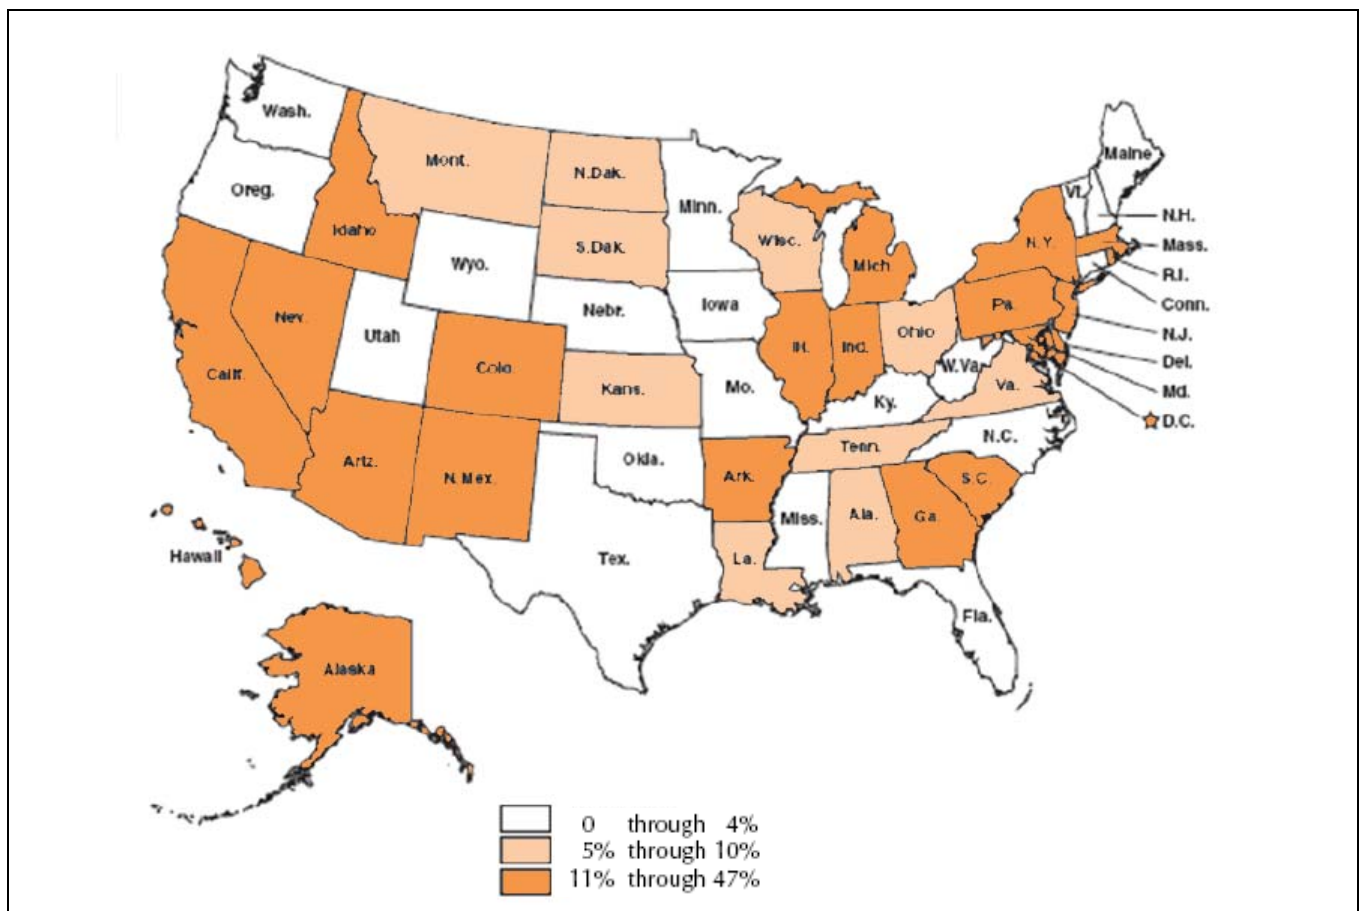 Wash.
Oreg.
Idaho
Mont.
N.Dak.
S.Dak.
Minn.
Wisc.
Mich
Wyo.
Nebr.
Iowa
Calif.
Nev.
Utah
Colo.
Kans.
Mo.
Ill.
Ind.
Ohio
Ky.
W.Va.
Va.
Pa.
N.Y.
Vt.
Maine
N.H.
Mass.
R.I.
Conn.
N.J.
Del.
Md.
D.C.
Ariz.
N.Mex.
Okla.
Ark.
Tenn.
N.C.
S.C.
Miss.
Ala.
Ga.
La.
Tex.
Fla.
Hawaii
Alaska
0 through 4%
5% through 10%
11% through 47%